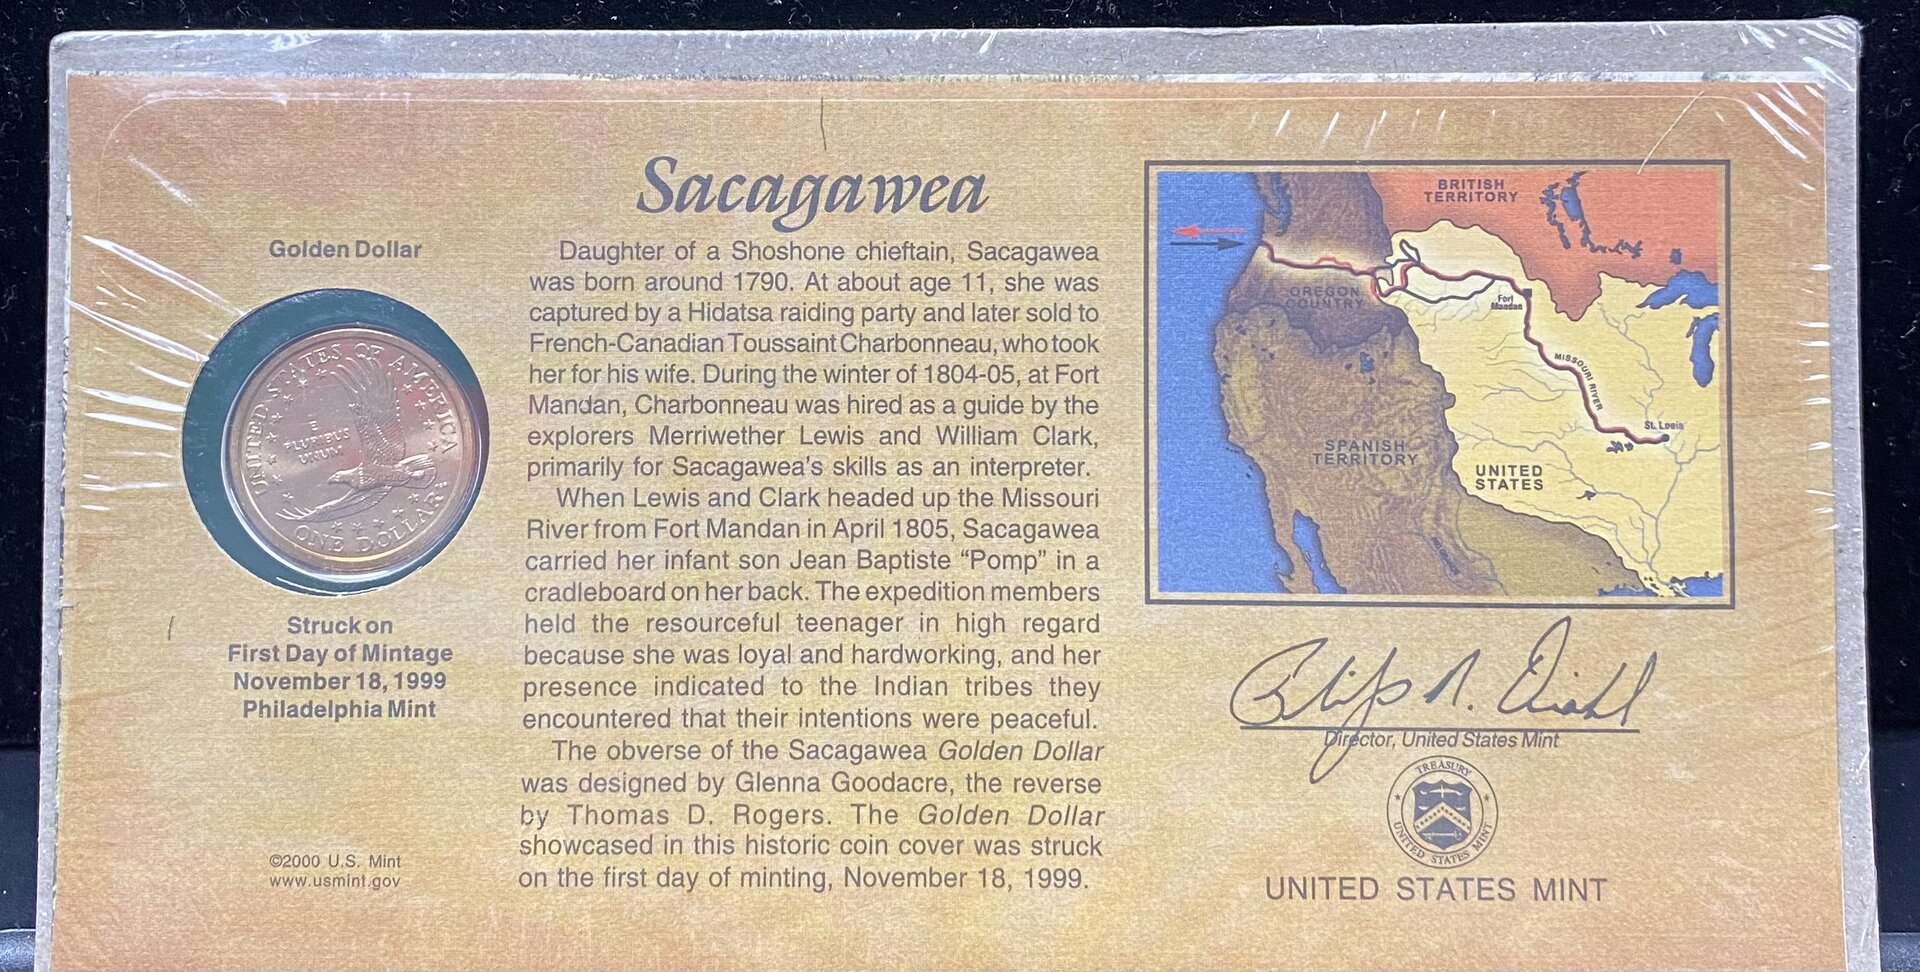 Sacagawea
Golden Dollar
UNITED STATES OF AMERICA
E
PLURIBUS
UNUM
ONE DOLLAR
Struck on
First Day of Mintage
November 18, 1999
Philadelphia Mint
©2000 U.S. Mint
www.usmint.gov
Daughter of a Shoshone chieftain, Sacagawea
was born around 1790. At about age 11, she was
captured by a Hidatsa raiding party and later sold to
French-Canadian Toussaint Charbonneau, who took
her for his wife. During the winter of 1804-05, at Fort
Mandan, Charbonneau was hired as a guide by the
explorers Merriwether Lewis and William Clark,
primarily for Sacagawea's skills as an interpreter.
When Lewis and Clark headed up the Missouri
River from Fort Mandan in April 1805, Sacagawea
carried her infant son Jean Baptiste “Pomp” in a
cradleboard on her back. The expedition members
held the resourceful teenager in high regard
because she was loyal and hardworking, and her
presence indicated to the Indian tribes they
encountered that their intentions were peaceful.
The obverse of the Sacagawea Golden Dollar
was designed by Glenna Goodacre, the reverse
by Thomas D. Rogers. The Golden Dollar
showcased in this historic coin cover was struck
on the first day of minting, November 18, 1999.
BRITISH
TERRITORY
OREGON
COUNTRY
Fort
Mandan
MISSOURI RIVER
St. Louis
SPANISH
TERRITORY
UNITED
STATES
Philip N. Diehl
Director, United States Mint
TREASURY
UNITED STATES MINT
UNITED STATES MINT